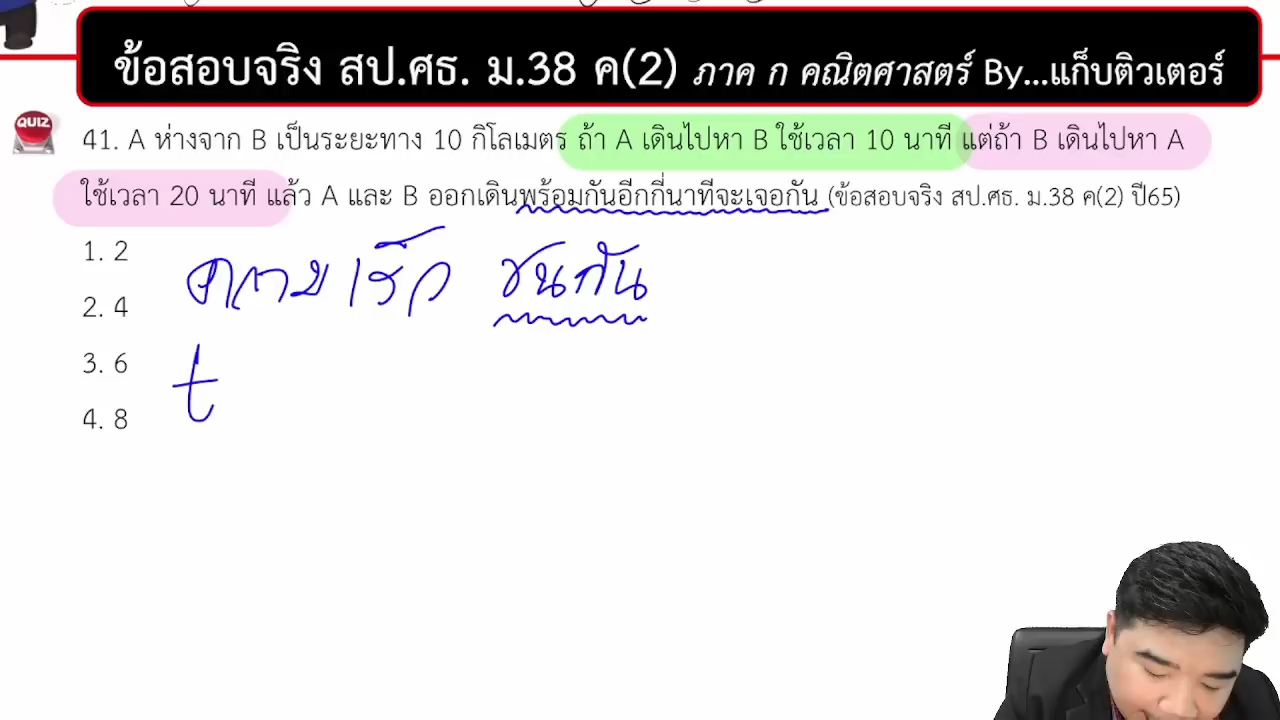 ข้อสอบจริง สป.ศธ. ม.38 ค(2) ภาค ก คณิตศาสตร์ By...แก็บติวเตอร์
QUIZ
41. A ห่างจาก B เป็นระยะทาง 10 กิโลเมตร ถ้า A เดินไปหา B ใช้เวลา 10 นาที แต่ถ้า B เดินไปหา A
ใช้เวลา 20 นาที แล้ว A และ B ออกเดินพร้อมกันอีกกี่นาทีจะเจอกัน (ข้อสอบจริง สป.ศธ. ม.38 ค(2) ปี65)
1. 2
ความเร็ว ชนกัน
2. 4
3. 6
t
4. 8